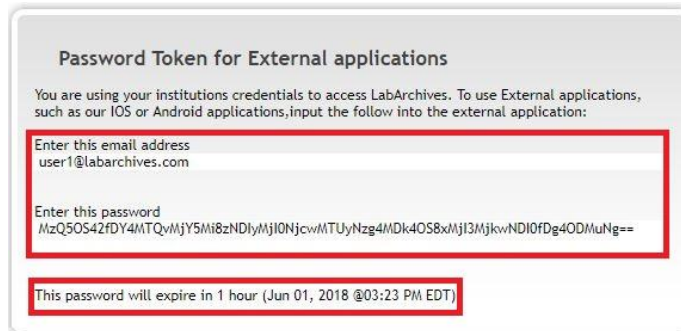 Password Token for External applications
You are using your institutions credentials to access LabArchives. To use External applications,
such as our IOS or Android applications,input the follow into the external application:
Enter this email address
user1@labarchives.com
Enter this password
MzQ5OS42fDY4MTQvMjY5Mi8zNDIyMjI0NjcwMTUyNzg4MDk4OS8xMjI3MjkwNDI0fDg4ODMuNg==
This password will expire in 1 hour (Jun 01, 2018 @03:23 PM EDT)